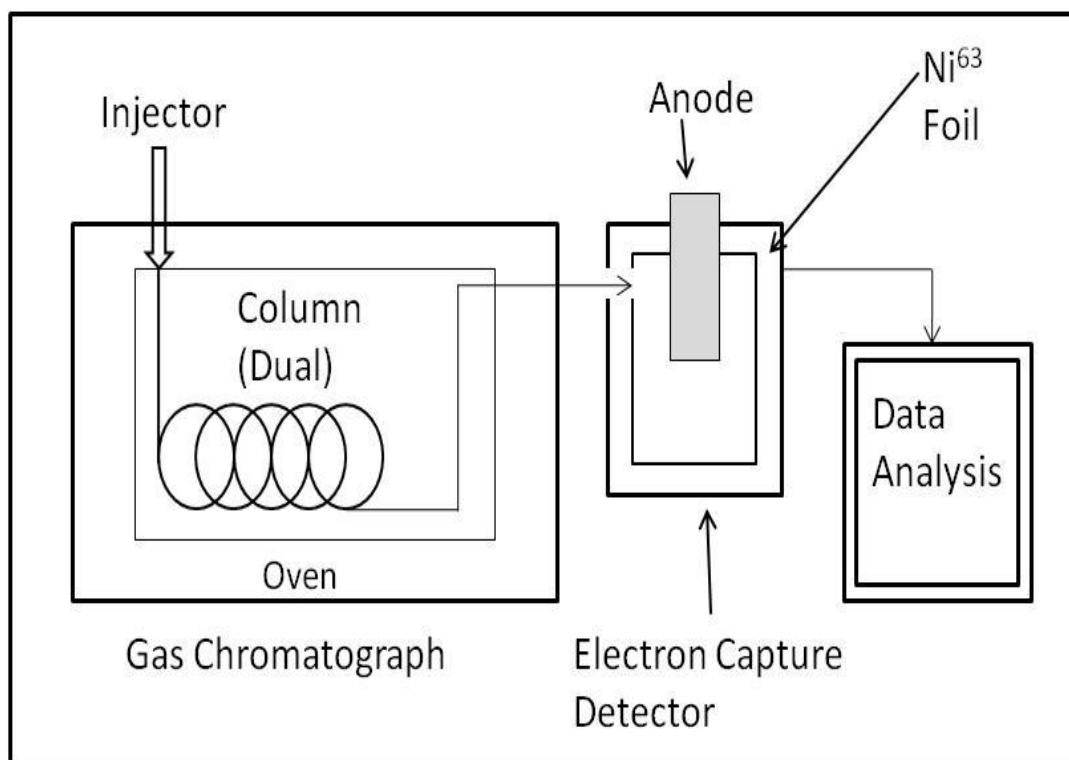 Injector
Anode
Ni⁶³
Foil
Column
(Dual)
Data
Analysis
Oven
Gas Chromatograph
Electron Capture
Detector